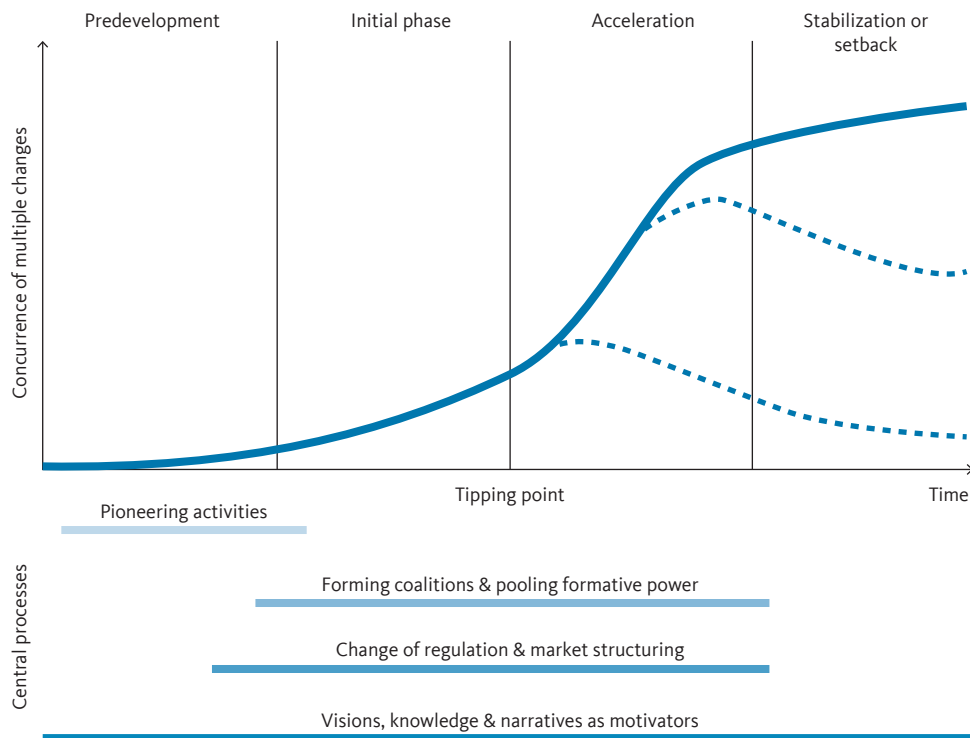 Predevelopment
Initial phase
Acceleration
Stabilization or
setback
Concurrence of multiple changes
Tipping point
Time
Central processes
Pioneering activities
Forming coalitions & pooling formative power
Change of regulation & market structuring
Visions, knowledge & narratives as motivators